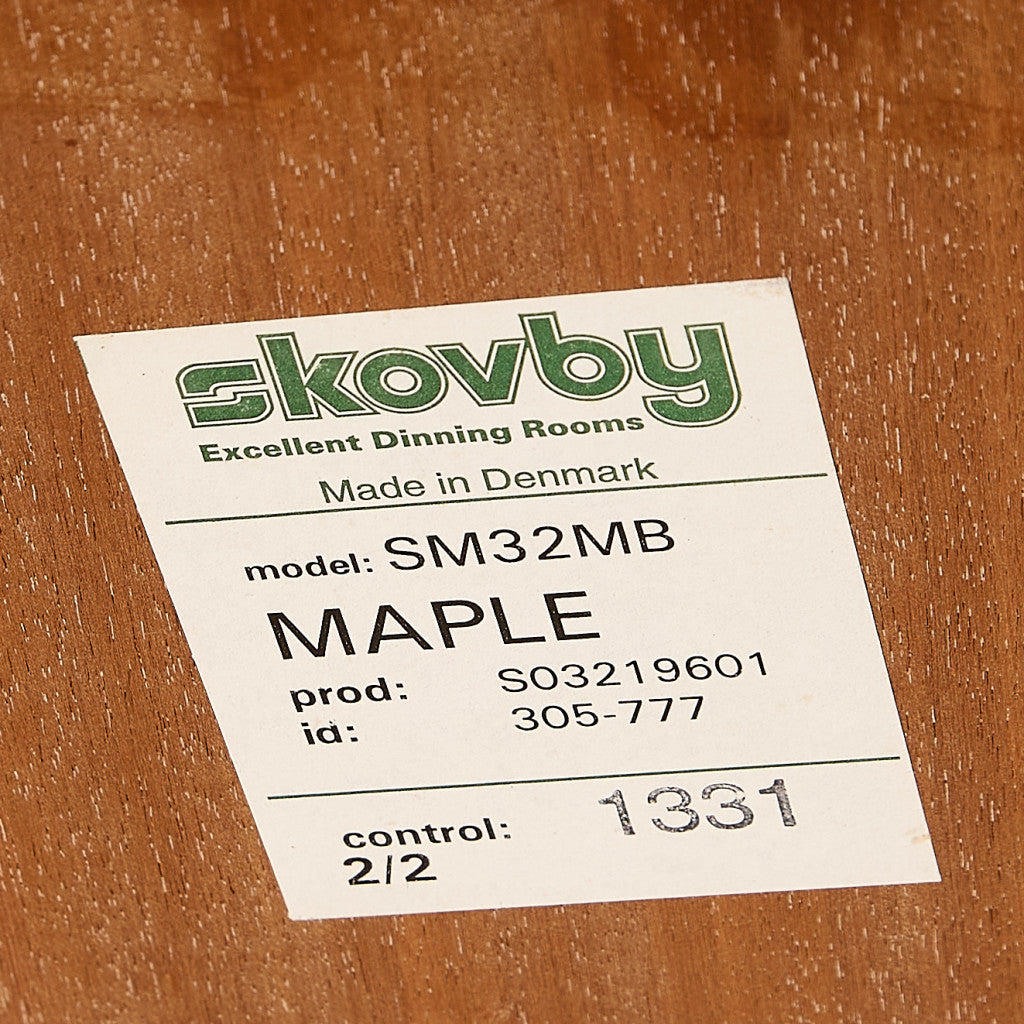 skovby
Excellent Dinning Rooms
Made in Denmark
model: SM32MB
MAPLE
prod: S03219601
id: 305-777
control: 1331
2/2